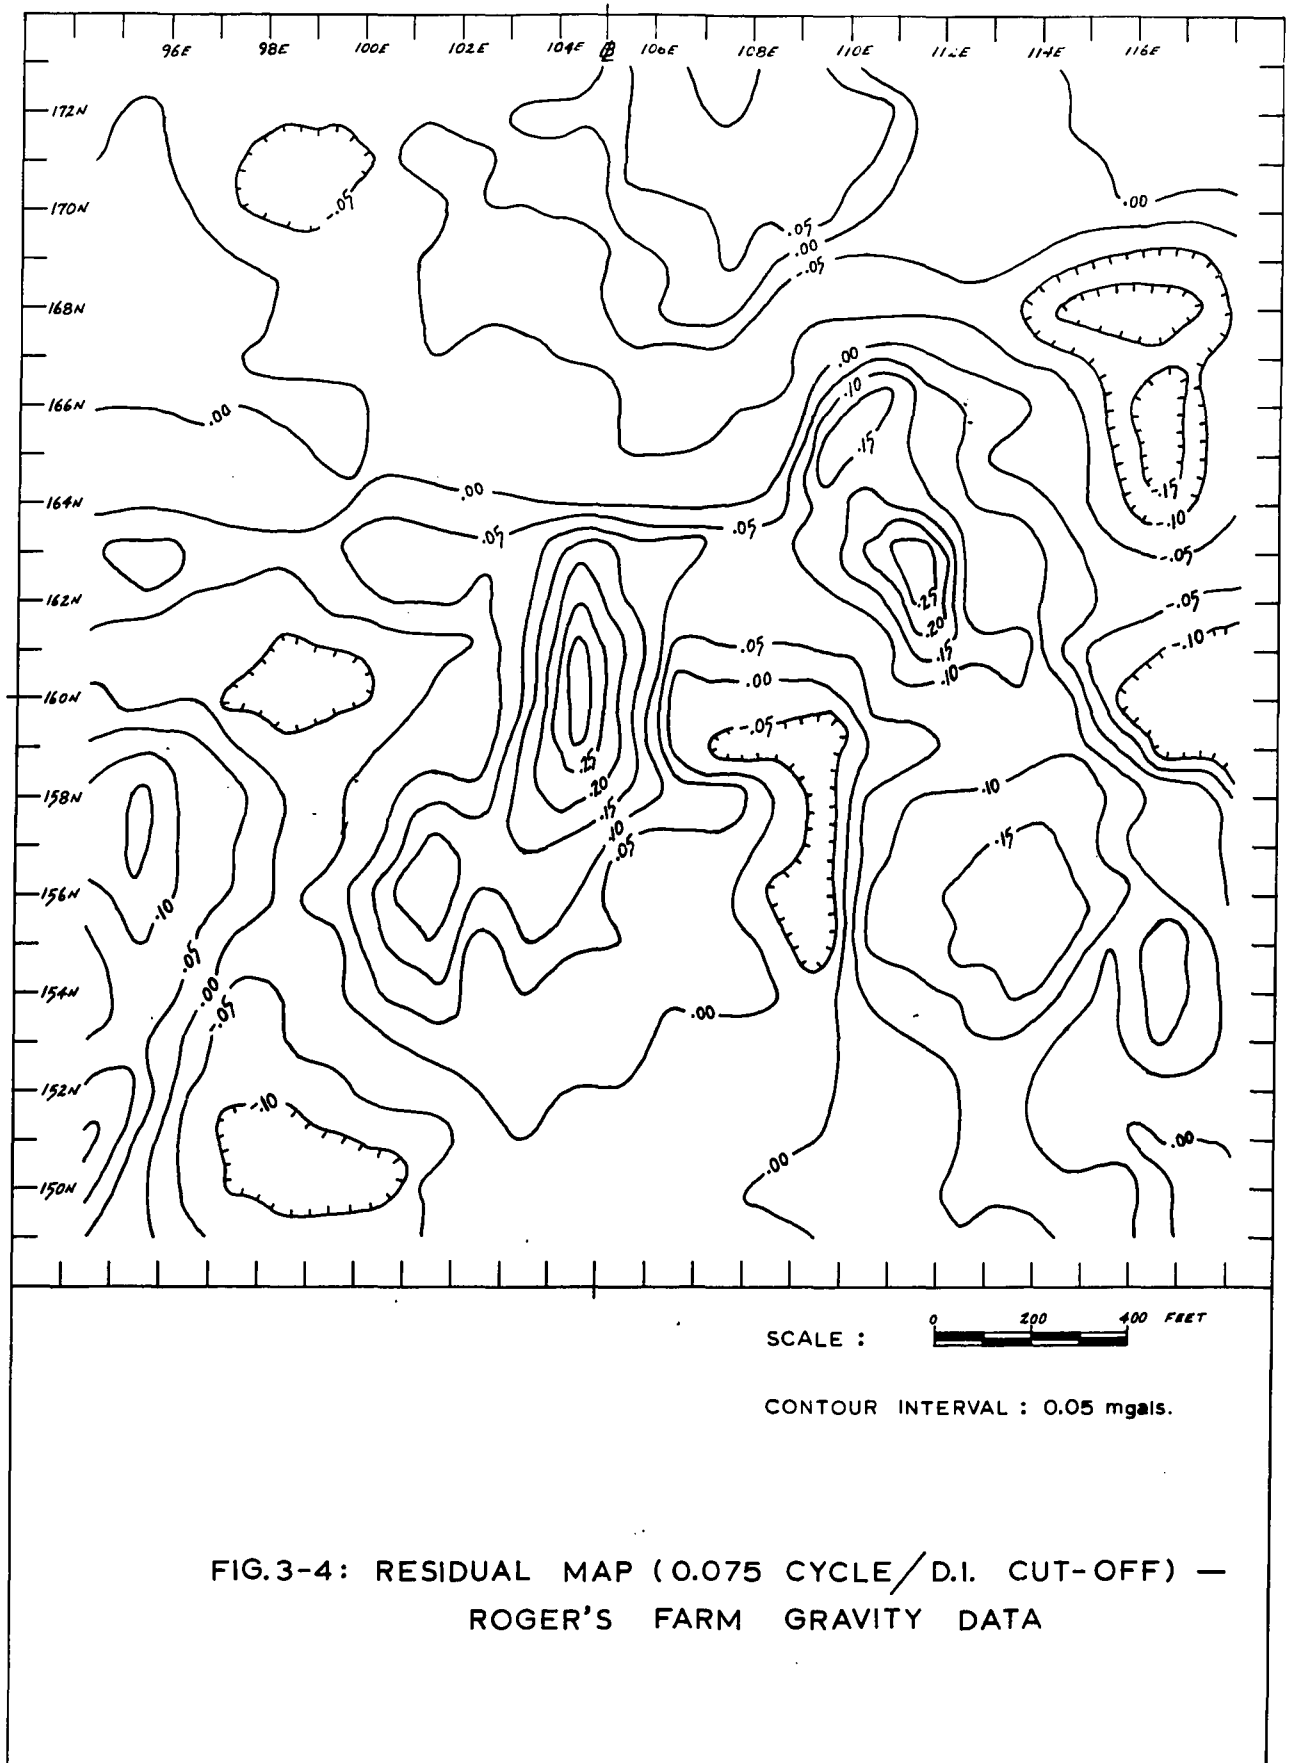 96E 98E 100E 102E 104E ₵ 106E 108E 110E 112E 114E 116E
172N
170N
-.05
.00
.05
.00
-.05
168N
.00
.10
166N
.00
.15
-.15
164N
.00
-.10
.05
.05
-.05
162N
.25
-.05
.20
-.10
.05
.15
.10
160N
.00
-.05
.25
158N
.20
.10
.15
.10
.15
.05
156N
.10
.05
154N
.00
-.05
.00
152N
-.10
.00
.00
150N
0 200 400 FEET
SCALE :
CONTOUR INTERVAL : 0.05 mgals.
FIG.3-4: RESIDUAL MAP (0.075 CYCLE/D.I. CUT-OFF) —
ROGER'S FARM GRAVITY DATA